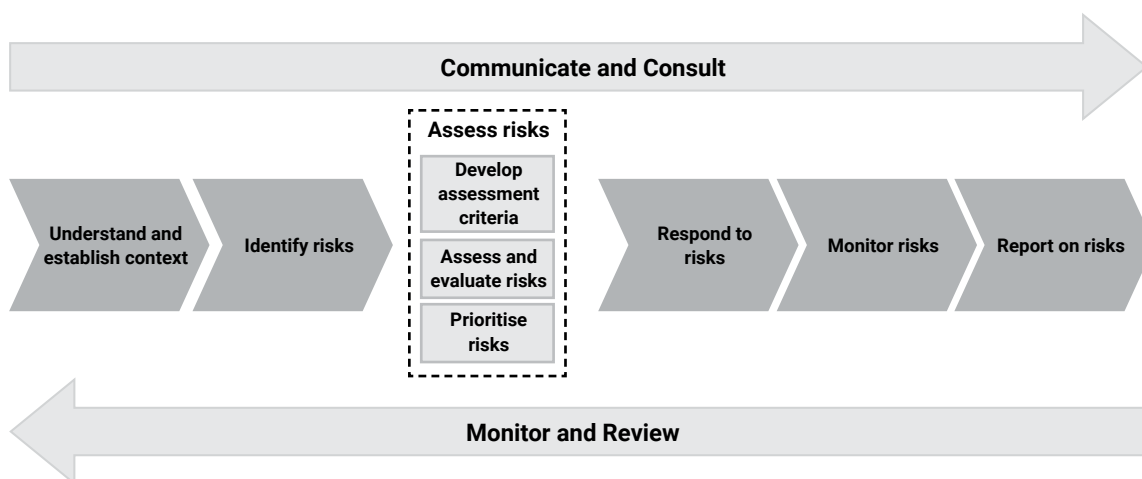 Communicate and Consult
Understand and
establish context
Identify risks
Assess risks
Develop
assessment
criteria
Assess and
evaluate risks
Prioritise
risks
Respond to
risks
Monitor risks
Report on risks
Monitor and Review